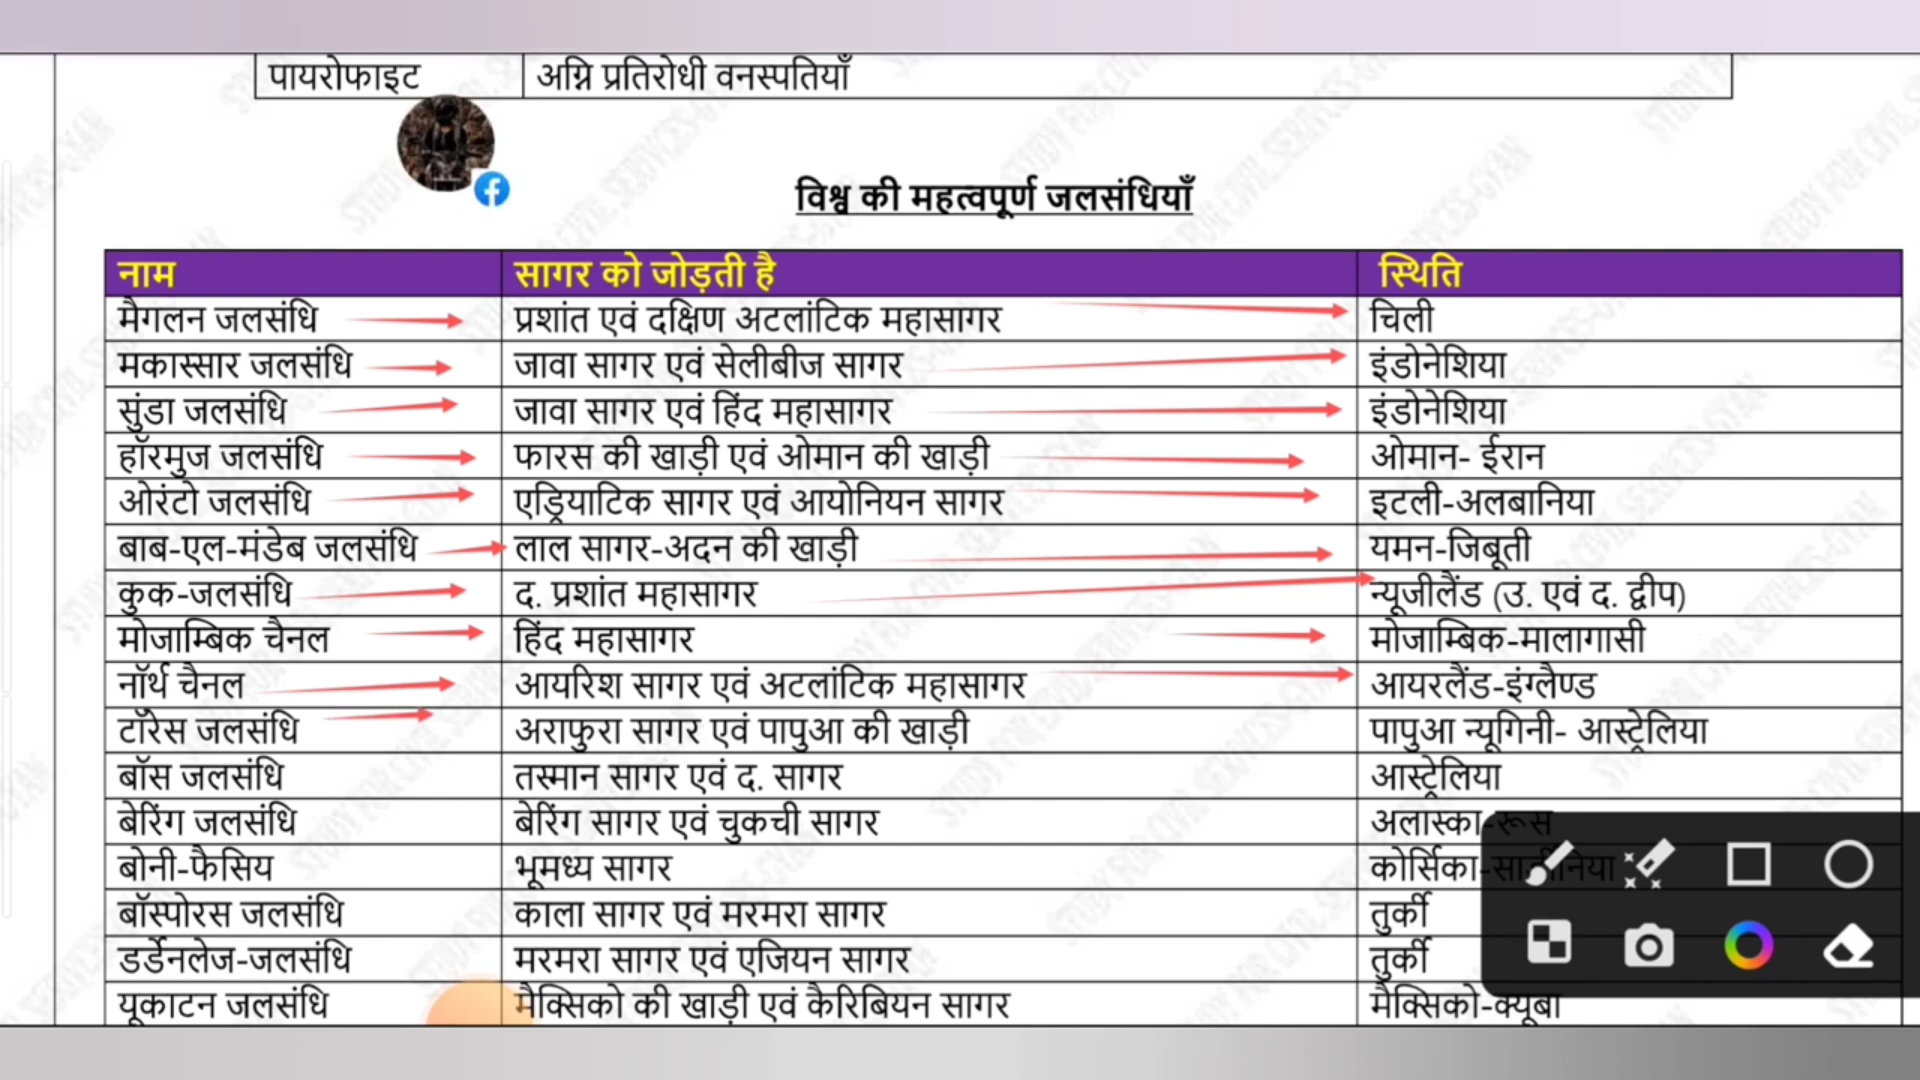 पायरोफाइट अग्नि प्रतिरोधी वनस्पतियाँ
विश्व की महत्वपूर्ण जलसंधियाँ
नाम सागर को जोड़ती है स्थिति
मैगलन जलसंधि प्रशांत एवं दक्षिण अटलांटिक महासागर चिली
मकास्सार जलसंधि जावा सागर एवं सेलीबीज सागर इंडोनेशिया
सुंडा जलसंधि जावा सागर एवं हिंद महासागर इंडोनेशिया
हॉरमुज जलसंधि फारस की खाड़ी एवं ओमान की खाड़ी ओमान- ईरान
ओरंटो जलसंधि एड्रियाटिक सागर एवं आयोनियन सागर इटली-अलबानिया
बाब-एल-मंडेब जलसंधि लाल सागर-अदन की खाड़ी यमन-जिबूती
कुक-जलसंधि द. प्रशांत महासागर न्यूजीलैंड (उ. एवं द. द्वीप)
मोजाम्बिक चैनल हिंद महासागर मोजाम्बिक-मालागासी
नॉर्थ चैनल आयरिश सागर एवं अटलांटिक महासागर आयरलैंड-इंग्लैण्ड
टॉरेस जलसंधि अराफुरा सागर एवं पापुआ की खाड़ी पापुआ न्यूगिनी- आस्ट्रेलिया
बॉस जलसंधि तस्मान सागर एवं द. सागर आस्ट्रेलिया
बेरिंग जलसंधि बेरिंग सागर एवं चुकची सागर अलास्का-रूस
बोनी-फैसिय भूमध्य सागर कोर्सिका
बॉस्पोरस जलसंधि काला सागर एवं मरमरा सागर तुर्की
डर्डेनलेज-जलसंधि मरमरा सागर एवं एजियन सागर तुर्की
यूकाटन जलसंधि मैक्सिको की खाड़ी एवं कैरिबियन सागर मैक्सिको-क्यूबा